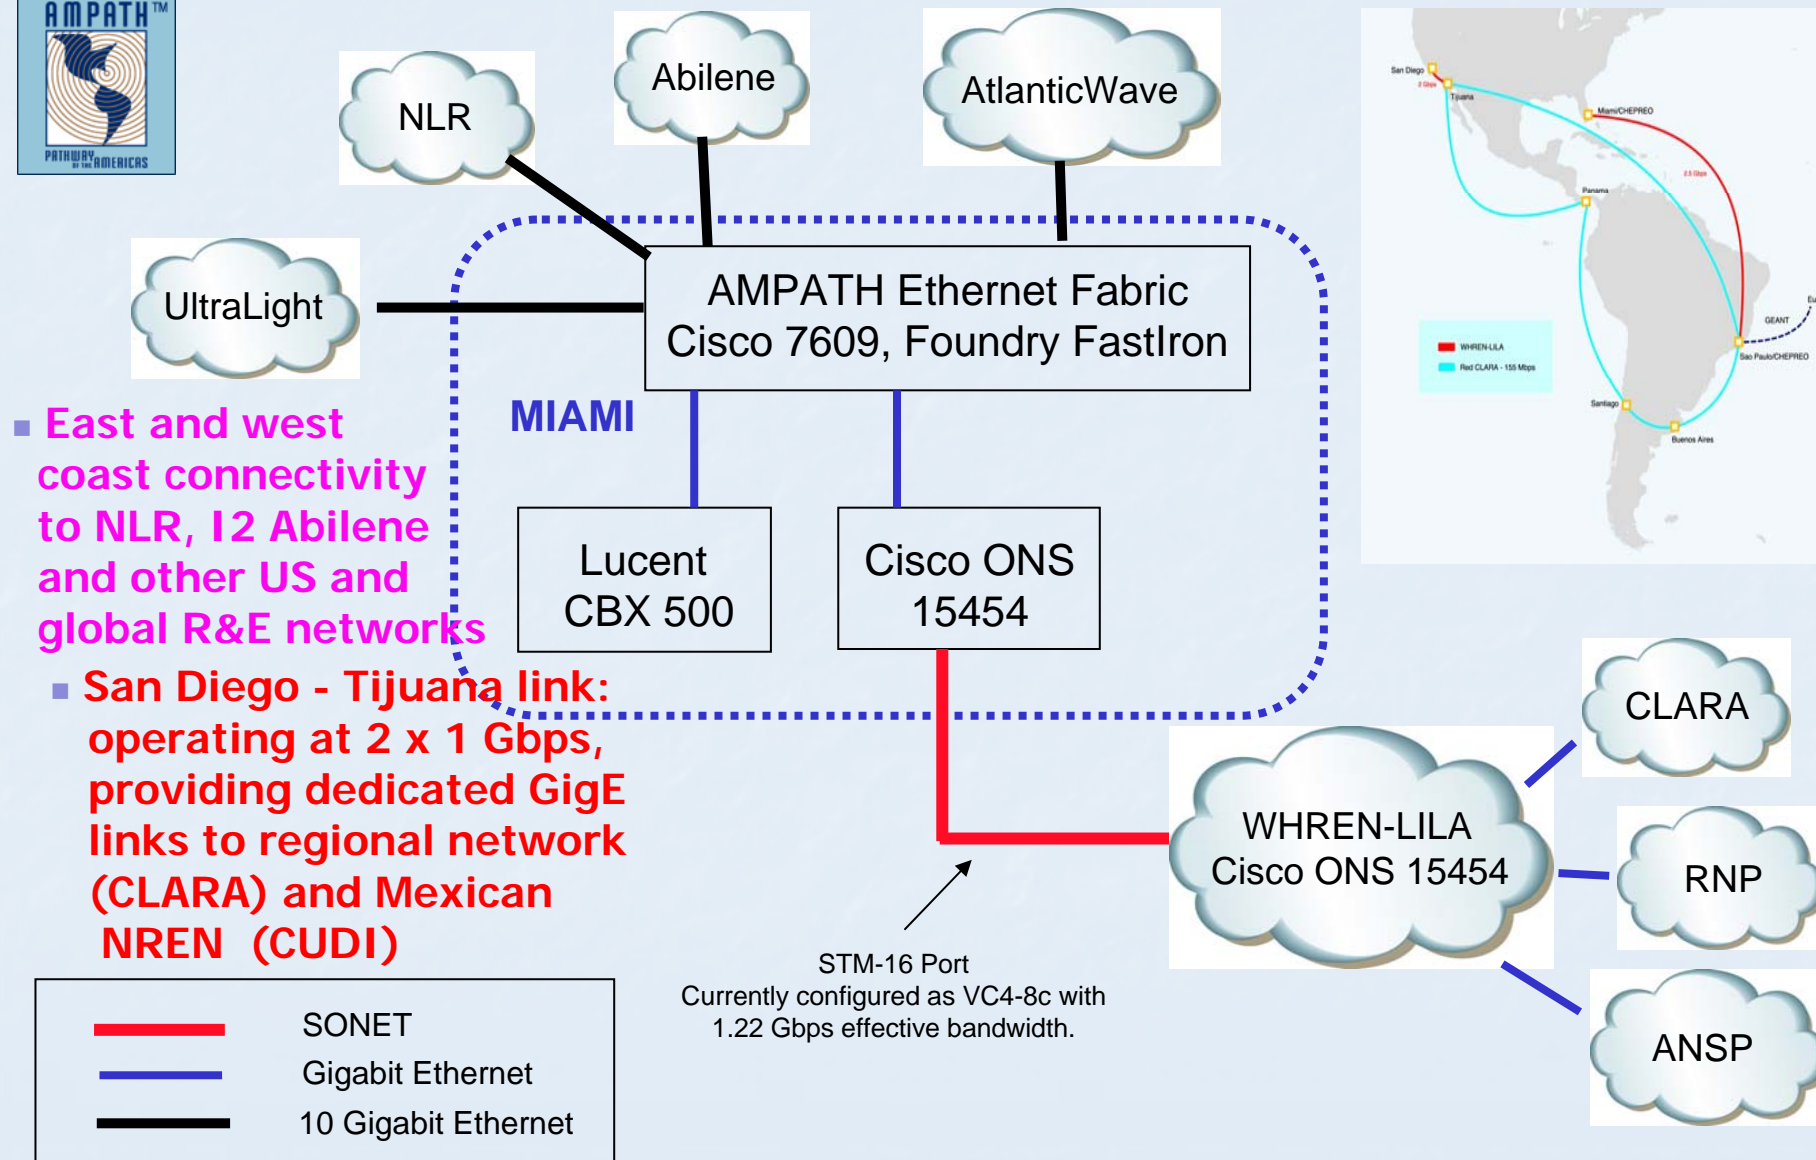 AMPATH™
PATHWAY
OF THE AMERICAS
NLR
Abilene
AtlanticWave
UltraLight
AMPATH Ethernet Fabric
Cisco 7609, Foundry FastIron
MIAMI
Lucent
CBX 500
Cisco ONS
15454
San Diego
2 Gbps
Tijuana
Miami/CHEPREO
2.5 Gbps
Panama
GEANT
Sao Paulo/CHEPREO
WHREN-LILA
Red CLARA - 155 Mbps
Santiago
Buenos Aires
East and west
coast connectivity
to NLR, I2 Abilene
and other US and
global R&E networks
San Diego - Tijuana link:
operating at 2 x 1 Gbps,
providing dedicated GigE
links to regional network
(CLARA) and Mexican
NREN (CUDI)
CLARA
WHREN-LILA
Cisco ONS 15454
RNP
ANSP
STM-16 Port
Currently configured as VC4-8c with
1.22 Gbps effective bandwidth.
SONET
Gigabit Ethernet
10 Gigabit Ethernet